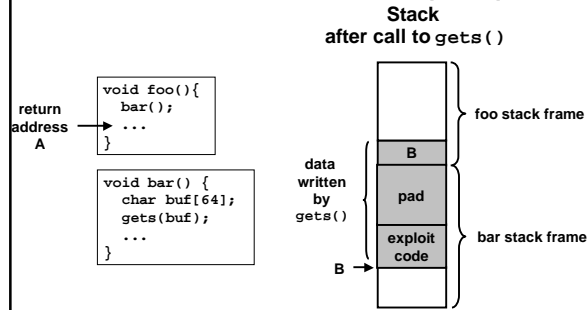 Stack
after call to gets()
void foo(){
bar();
...
}
return
address
A
void bar() {
char buf[64];
gets(buf);
...
}
data
written
by
gets()
B
pad
exploit
code
B
foo stack frame
bar stack frame